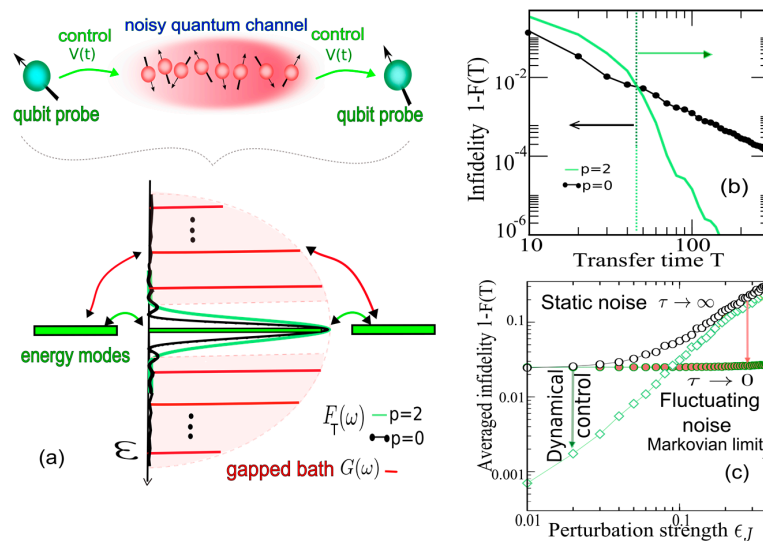 control
V(t)
noisy quantum channel
control
V(t)
qubit probe
qubit probe
energy modes
ω
F_T(ω)
p=2
p=0
gapped bath G(ω)
(a)
Infidelity 1-F(T)
10^-2
10^-4
10^-6
p=2
p=0
(b)
10
100
Transfer time T
Averaged infidelity 1-F(T)
0.10
0.01
0.001
Static noise τ → ∞
τ → 0
Dynamical
control
Fluctuating
noise
Markovian limit
(c)
0.01
0.1
Perturbation strength ϵ_J